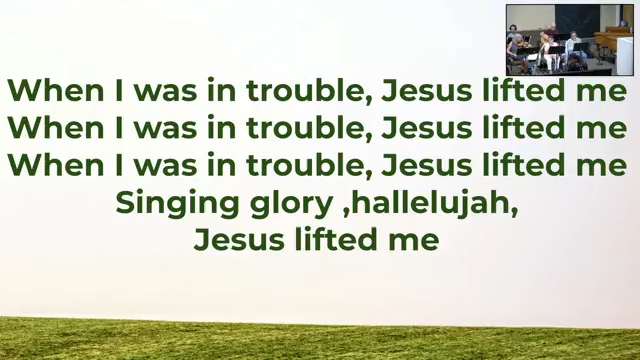 When I was in trouble, Jesus lifted me
When I was in trouble, Jesus lifted me
When I was in trouble, Jesus lifted me
Singing glory ,hallelujah,
Jesus lifted me